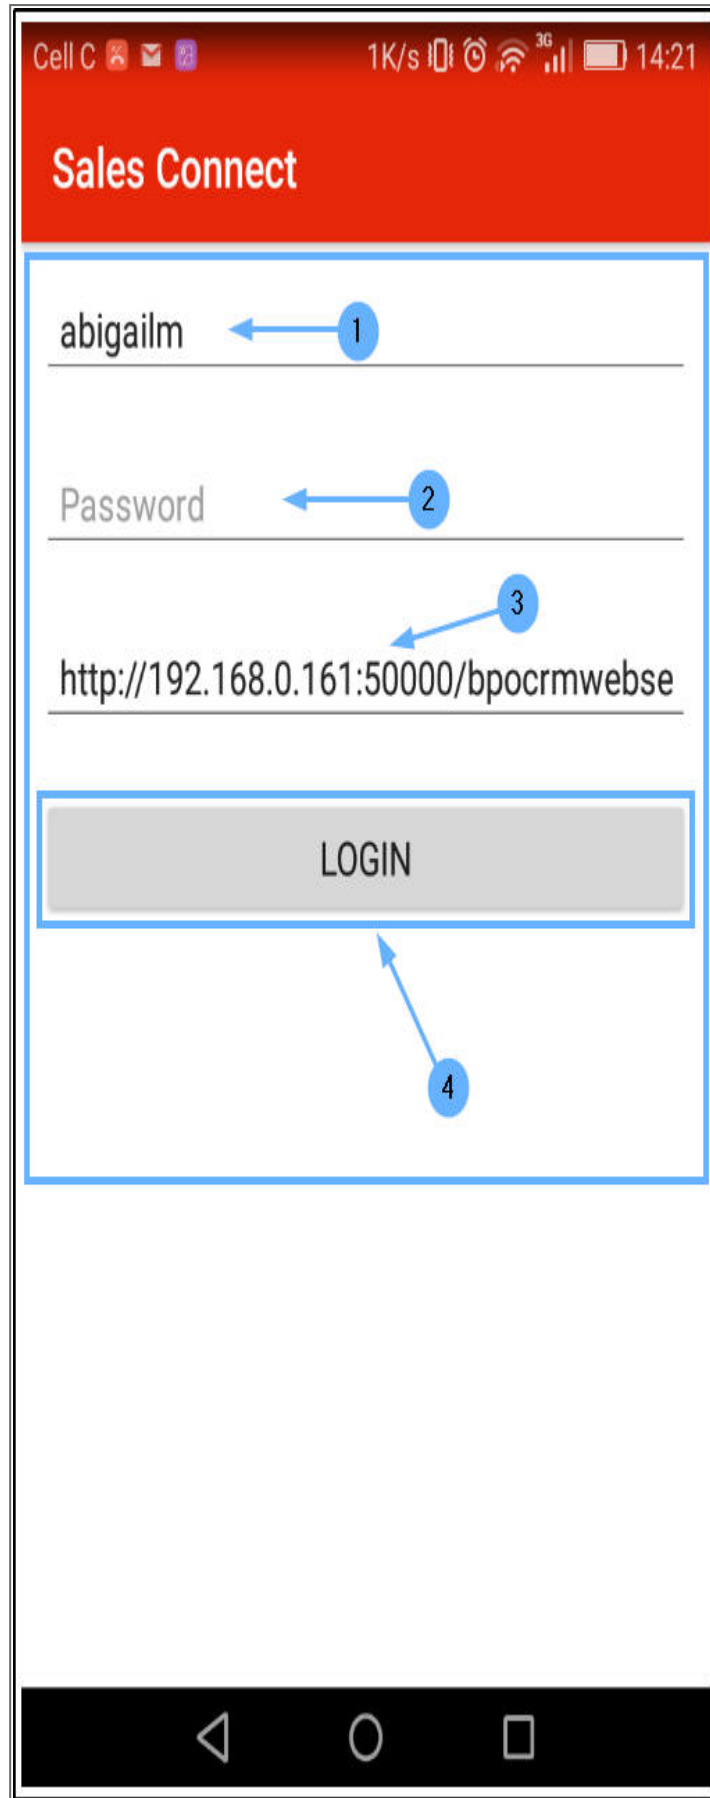 Cell C 1K/s 3G 14:21
Sales Connect
abigailm 1
Password 2
3
http://192.168.0.161:50000/bpocrmwebse
LOGIN
4